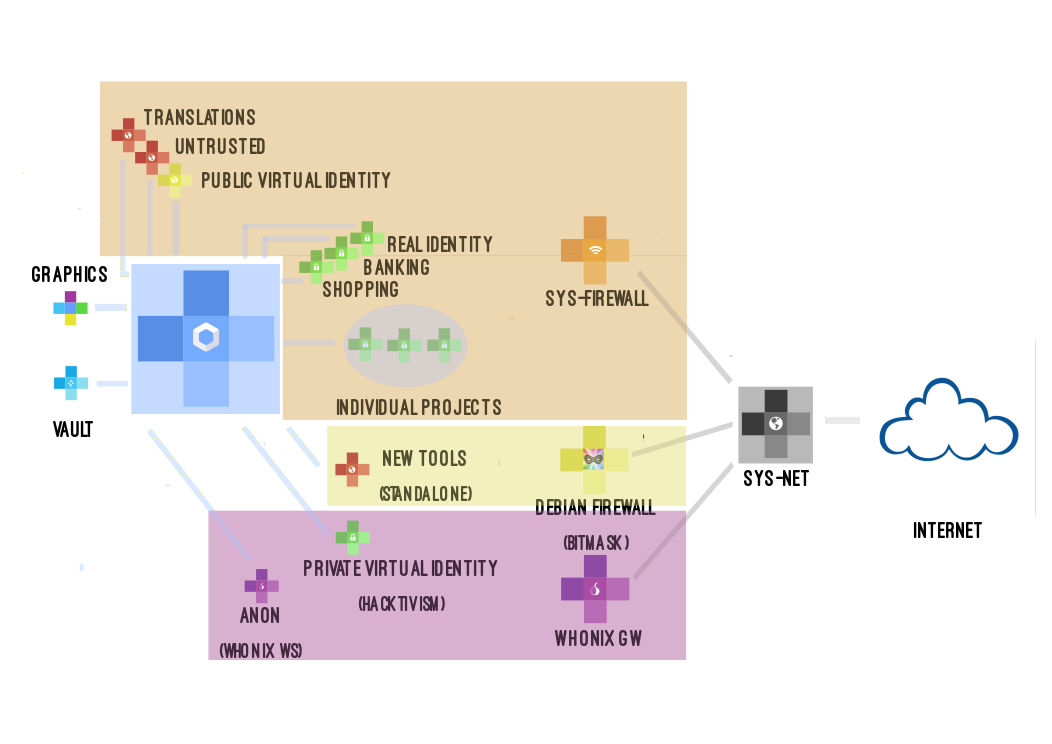 TRANSLATIONS
UNTRUSTED
PUBLIC VIRTUAL IDENTITY
REAL IDENTITY
BANKING
SHOPPING
GRAPHICS
VAULT
SYS-FIREWALL
INDIVIDUAL PROJECTS
NEW TOOLS
(STANDALONE)
DEBIAN FIREWALL
(BITMASK)
SYS-NET
INTERNET
PRIVATE VIRTUAL IDENTITY
(HACKTIVISM)
ANON
(WHONIX WS)
WHONIX GW